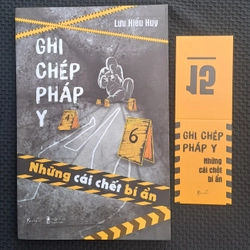 Lưu Hiểu Huy
GHI
CHÉP
PHÁP
Y
4
6
Những cái chết bí ẩn
12
GHI CHÉP
PHÁP Y
Những
cái chết
bí ẩn